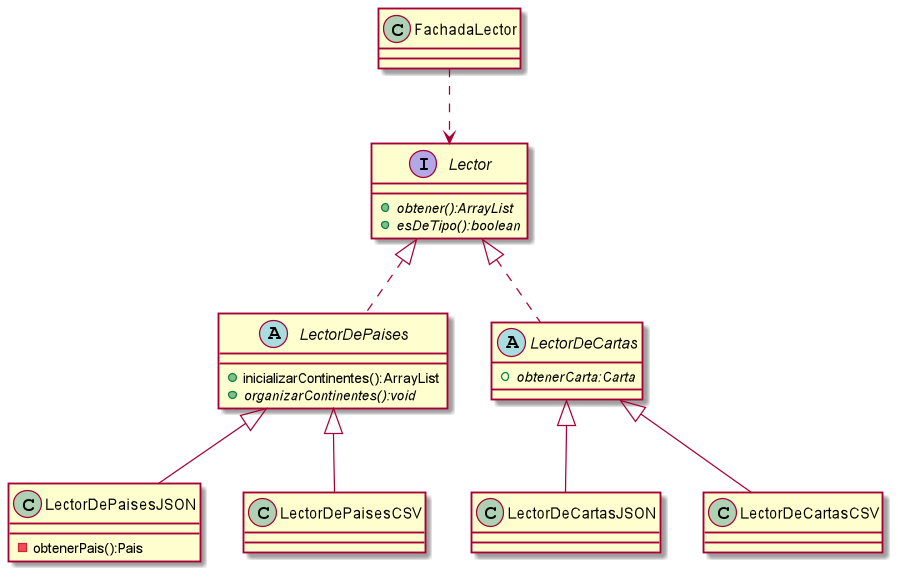 C FachadaLector
I Lector
obtener():ArrayList
esDeTipo():boolean
A LectorDePaises
inicializarContinentes():ArrayList
organizarContinentes():void
A LectorDeCartas
obtenerCarta:Carta
C LectorDePaisesJSON
obtenerPais():Pais
C LectorDePaisesCSV
C LectorDeCartasJSON
C LectorDeCartasCSV